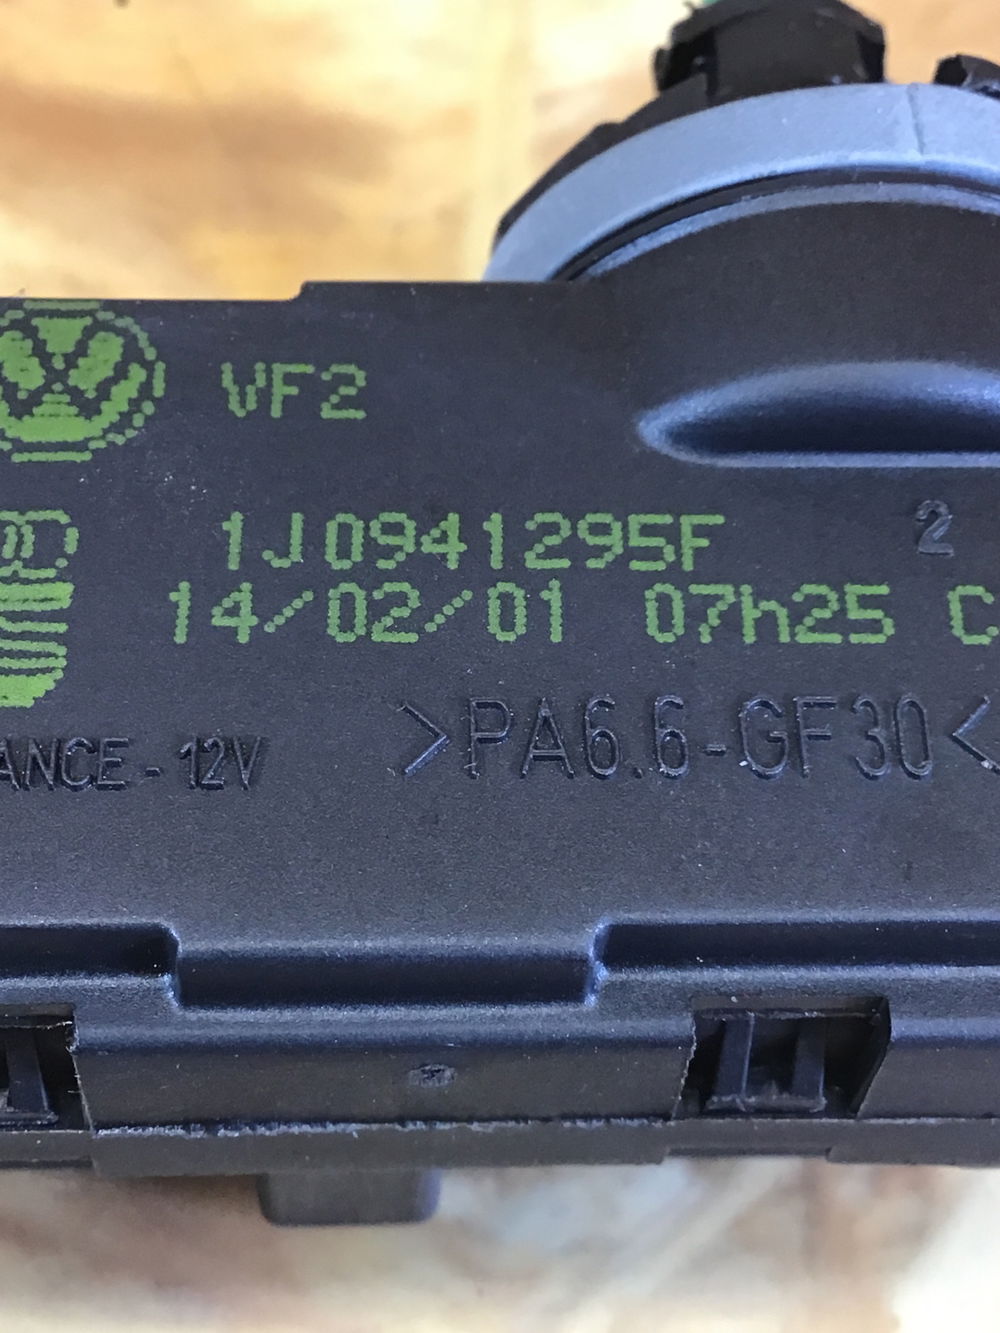 VF2
1J0941295F
2
14/02/01 07h25 C
ANCE - 12V
>PA6.6-GF30<